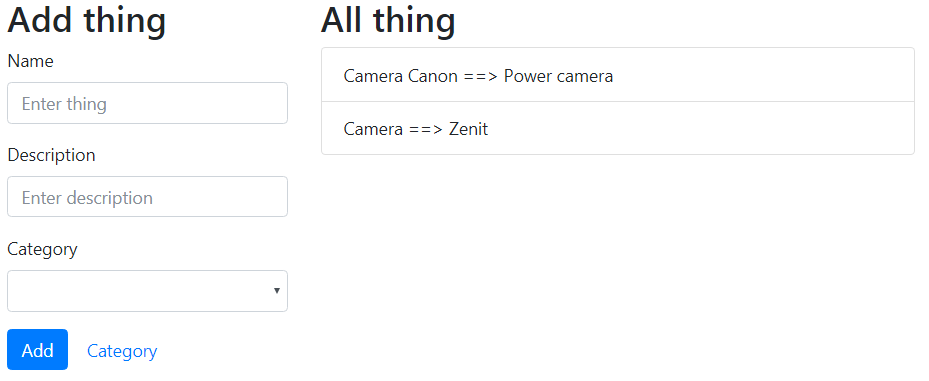 Add thing
Name
Enter thing
Description
Enter description
Category
Add
Category
All thing
Camera Canon ==> Power camera
Camera ==> Zenit